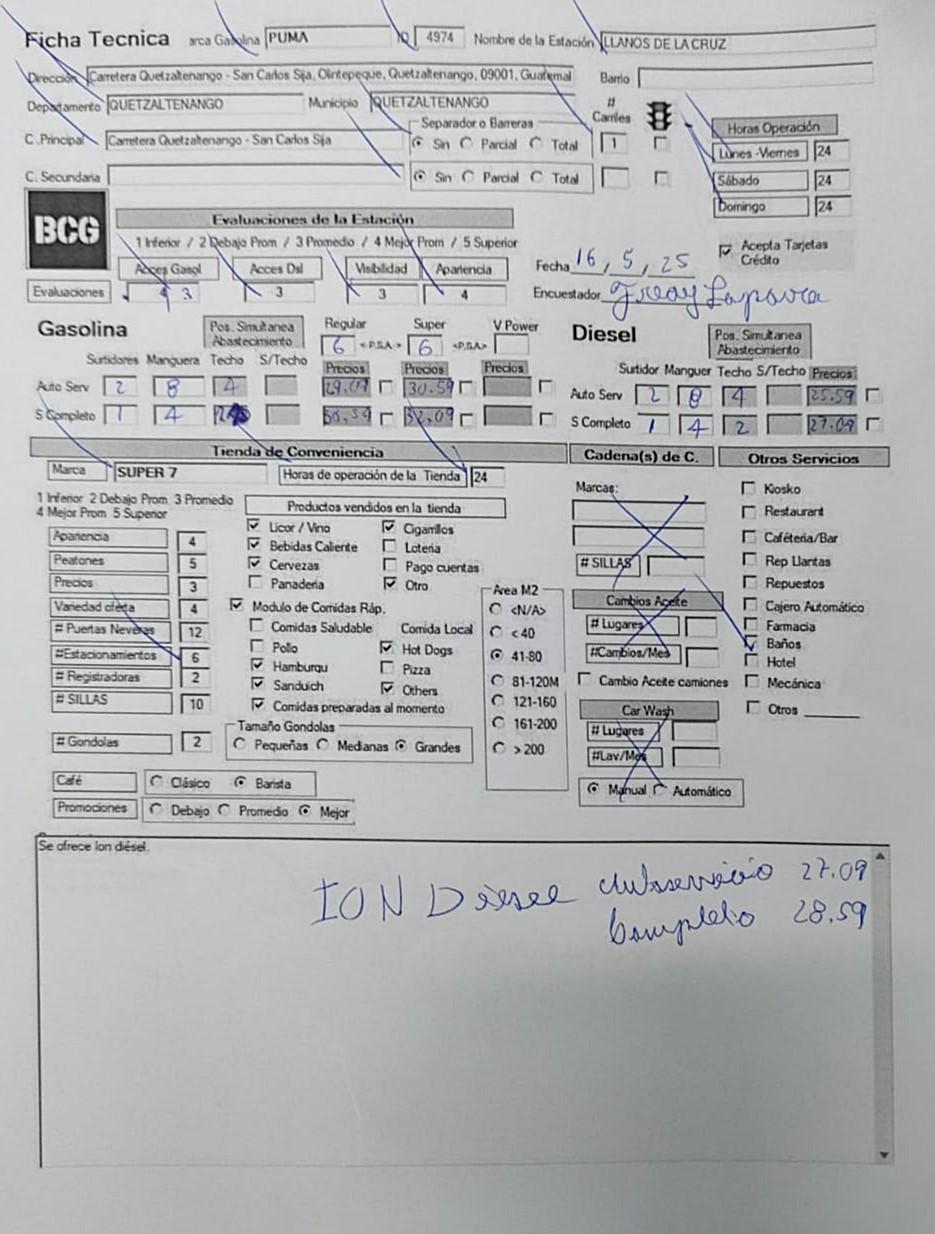 Ficha Tecnica arca Gasolina PUMA ID 4974 Nombre de la Estación LLANOS DE LA CRUZ
Dirección Carretera Quetzaltenango - San Carlos Sija, Olintepeque, Quetzaltenango, 09001, Guatemal Barrio
Departamento QUETZALTENANGO Municipio QUETZALTENANGO # Carriles
C .Principal Carretera Quetzaltenango - San Carlos Sija Separador o Barreras Sin Parcial Total 1
C. Secundaria Sin Parcial Total
Horas Operación
Lunes -Viernes 24
Sábado 24
Domingo 24
BCG
Evaluaciones de la Estación
1 Inferior / 2 Debajo Prom / 3 Promedio / 4 Mejor Prom / 5 Superior
Acces Gasol Acces Dsl Visibilidad Apariencia
Evaluaciones 4 3 3 3 4
Acepta Tarjetas Crédito
Fecha 16 , 5 , 25
Encuestador
Gasolina Pos. Simultanea Abastecimiento Regular Super V Power
6 <P.S.A.> 6 <P.S.A.>
Surtidores Manguera Techo S/Techo Precios Precios Precios
Auto Serv 2 8 4 29.09 30.59
S Completo 1 4 2 30.59 32.09
Diesel Pos. Simultanea Abastecimiento
Surtidor Manguer Techo S/Techo Precios
Auto Serv 2 8 4 25.59
S Completo 1 4 2 27.09
Tienda de Conveniencia
Marca SUPER 7 Horas de operación de la Tienda 24
1 Inferior 2 Debajo Prom 3 Promedio
4 Mejor Prom 5 Superior
Apariencia 4
Peatones 5
Precios 3
Variedad oferta 4
# Puertas Neveras 12
#Estacionamientos 6
# Registradoras 2
# SILLAS 10
# Gondolas 2
Productos vendidos en la tienda
Licor / Vino Cigarrillos
Bebidas Caliente Loteria
Cervezas Pago cuentas
Panaderia Otro
Modulo de Comidas Ráp.
Comidas Saludable Comida Local
Pollo Hot Dogs
Hamburgu Pizza
Sanduich Others
Comidas preparadas al momento
Tamaño Gondolas
Pequeñas Medianas Grandes
Area M2
<N/A>
< 40
41-80
81-120M
121-160
161-200
> 200
Café Clásico Barista
Promociones Debajo Promedio Mejor
Cadena(s) de C.
Marcas:
# SILLAS
Cambios Aceite
# Lugares
#Cambios/Mes
Cambio Aceite camiones
Car Wash
# Lugares
#Lav/Mes
Manual Automático
Otros Servicios
Kiosko
Restaurant
Caféteria/Bar
Rep Llantas
Repuestos
Cajero Automático
Farmacia
Baños
Hotel
Mecánica
Otros
Se ofrece Ion diésel.
ION Diesel Autoservicio 27.09
Completo 28.59